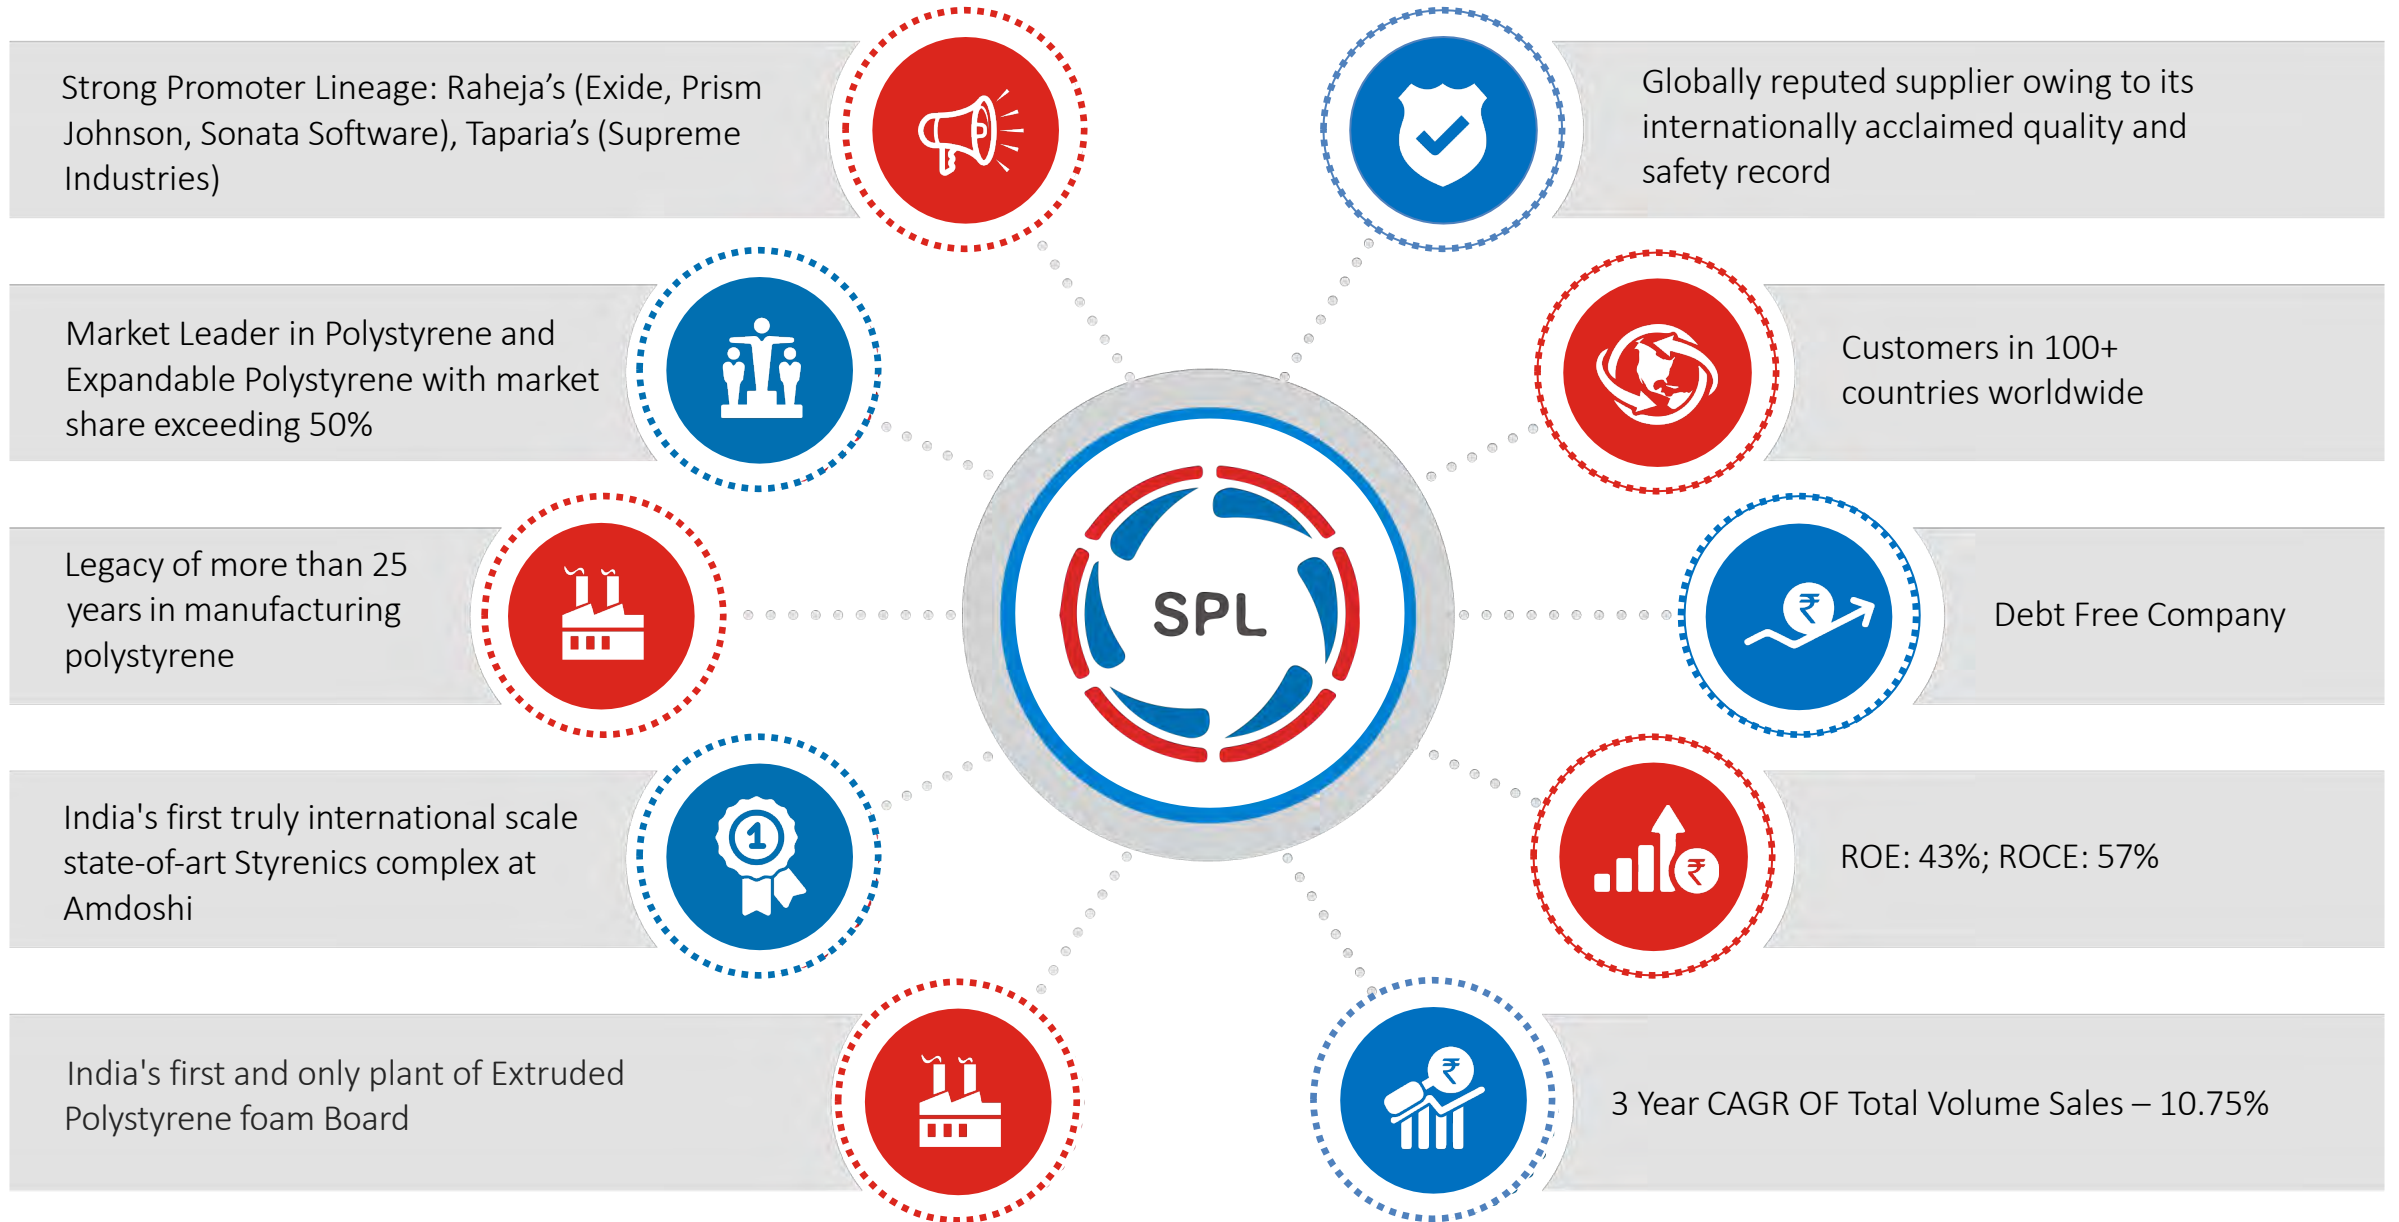 Strong Promoter Lineage: Raheja’s (Exide, Prism
Johnson, Sonata Software), Taparia’s (Supreme
Industries)
Market Leader in Polystyrene and
Expandable Polystyrene with market
share exceeding 50%
Legacy of more than 25
years in manufacturing
polystyrene
India's first truly international scale
state-of-art Styrenics complex at
Amdoshi
1
India's first and only plant of Extruded
Polystyrene foam Board
SPL
Globally reputed supplier owing to its
internationally acclaimed quality and
safety record
Customers in 100+
countries worldwide
₹
Debt Free Company
₹
ROE: 43%; ROCE: 57%
₹
3 Year CAGR OF Total Volume Sales – 10.75%